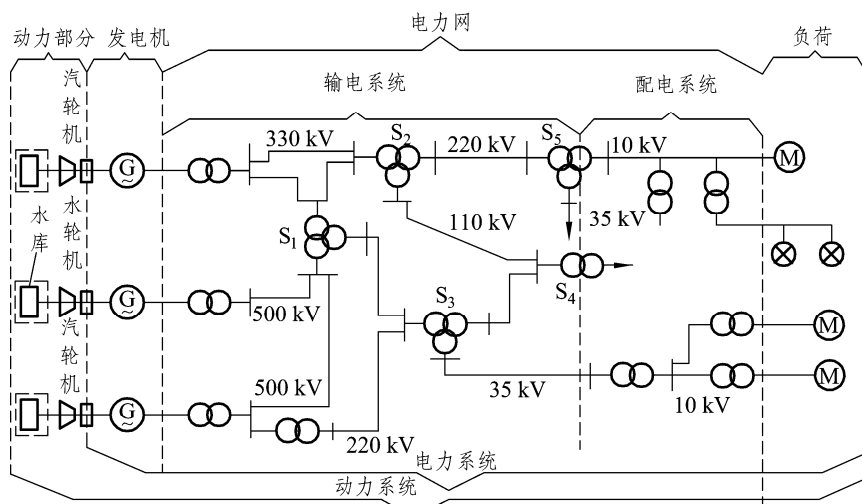 电力网
动力部分
发电机
负荷
输电系统
配电系统
汽轮机
330 kV
S2
220 kV
S5
10 kV
M
G
~
水库
水轮机
S1
110 kV
35 kV
S4
G
~
500 kV
S3
M
汽轮机
500 kV
35 kV
10 kV
M
G
~
220 kV
电力系统
动力系统